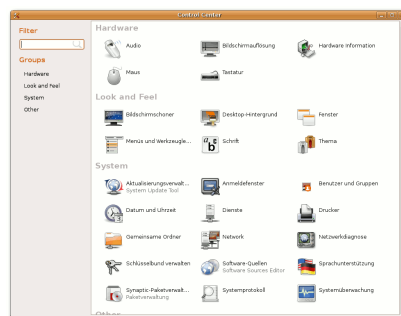 Control Center
Filter
Groups
Hardware
Look and Feel
System
Other
Hardware
Audio
Bildschirmauflösung
Hardware Information
Maus
Tastatur
Look and Feel
Bildschirmschoner
Desktop-Hintergrund
Fenster
Menüs und Werkzeugle...
Schrift
Thema
System
Aktualisierungsverwalt...
System Update Tool
Anmeldefenster
Benutzer und Gruppen
Datum und Uhrzeit
Dienste
Drucker
Gemeinsame Ordner
Network
Netzwerkdiagnose
Schlüsselbund verwalten
Software-Quellen
Software Sources Editor
Sprachunterstützung
Synaptic-Paketverwalt...
Paketverwaltung
Systemprotokoll
Systemüberwachung
Other